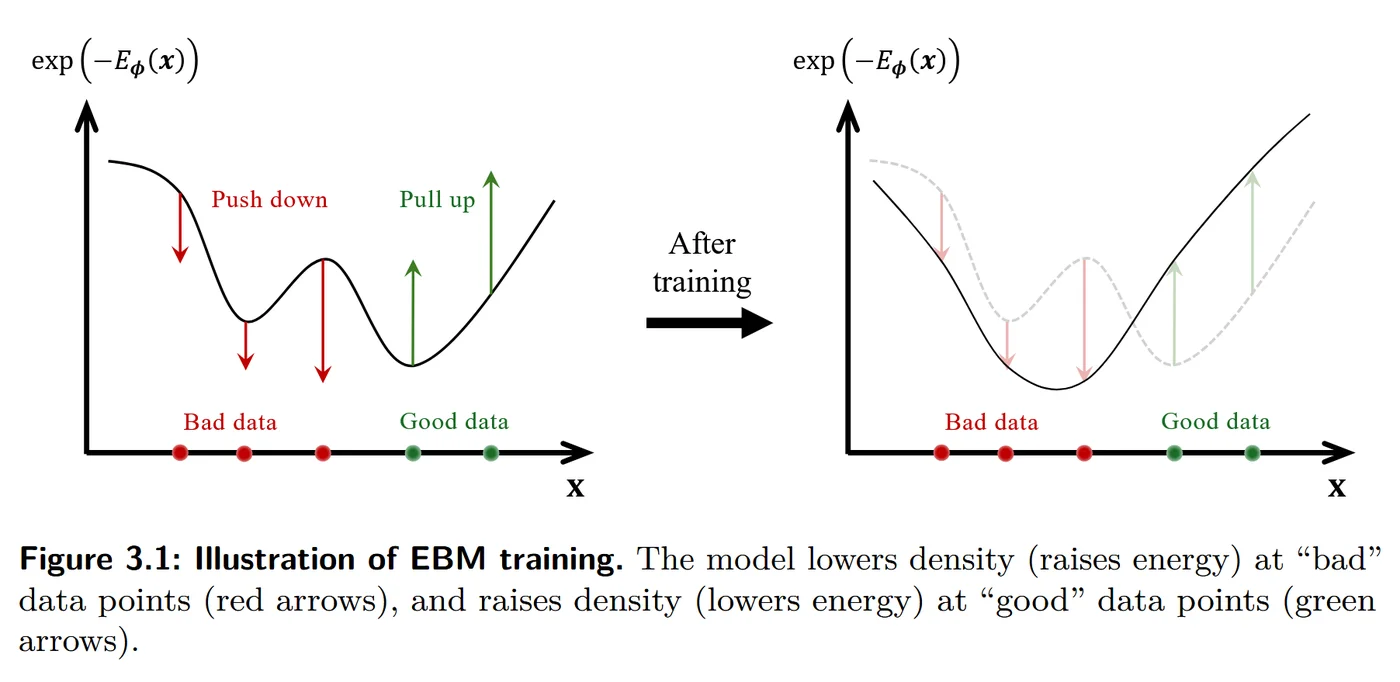 exp(−E_ϕ(x))
exp(−E_ϕ(x))
Push down
Pull up
After
training
Bad data
Good data
Bad data
Good data
x
x
Figure 3.1: Illustration of EBM training. The model lowers density (raises energy) at “bad”
data points (red arrows), and raises density (lowers energy) at “good” data points (green
arrows).